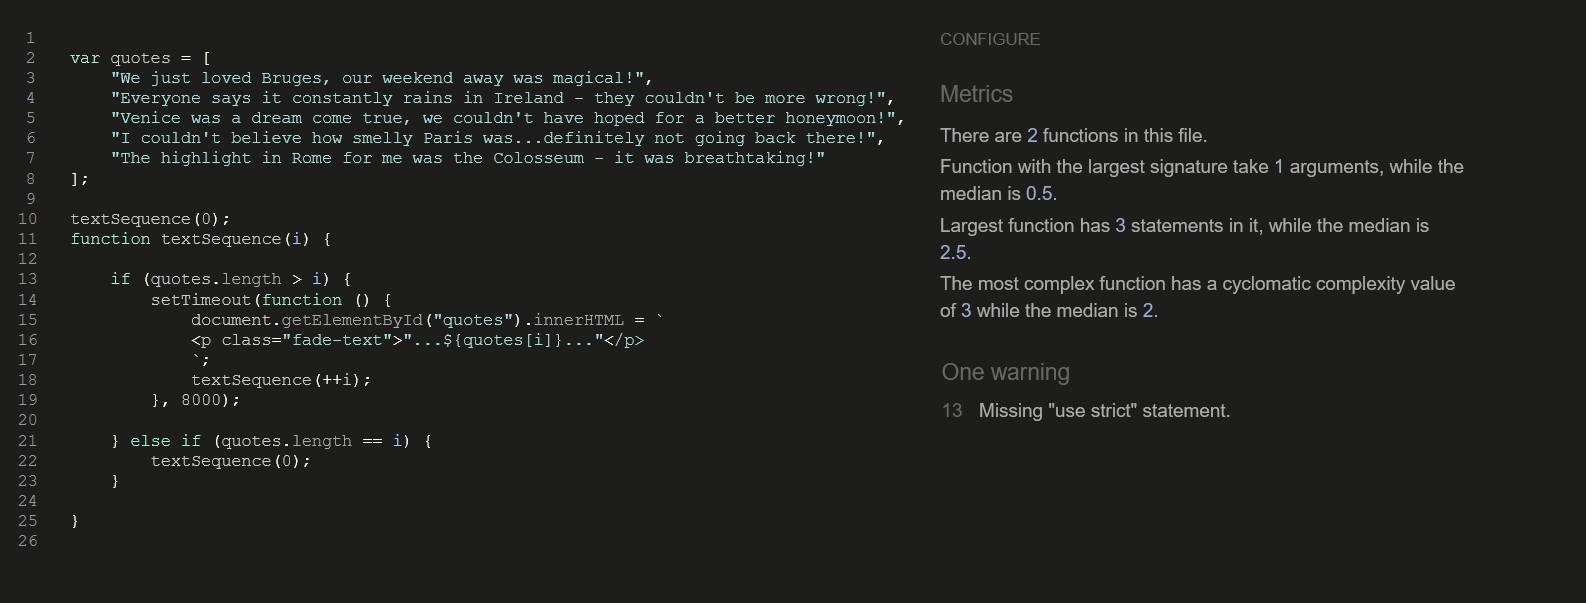 1
2 var quotes = [
3 "We just loved Bruges, our weekend away was magical!",
4 "Everyone says it constantly rains in Ireland - they couldn't be more wrong!",
5 "Venice was a dream come true, we couldn't have hoped for a better honeymoon!",
6 "I couldn't believe how smelly Paris was...definitely not going back there!",
7 "The highlight in Rome for me was the Colosseum - it was breathtaking!"
8 ];
9
10 textSequence(0);
11 function textSequence(i) {
12
13 if (quotes.length > i) {
14 setTimeout(function () {
15 document.getElementById("quotes").innerHTML = `
16 <p class="fade-text">"...${quotes[i]}..."</p>
17 `;
18 textSequence(++i);
19 }, 8000);
20
21 } else if (quotes.length == i) {
22 textSequence(0);
23 }
24
25 }
26
CONFIGURE
Metrics
There are 2 functions in this file.
Function with the largest signature take 1 arguments, while the
median is 0.5.
Largest function has 3 statements in it, while the median is
2.5.
The most complex function has a cyclomatic complexity value
of 3 while the median is 2.
One warning
13 Missing "use strict" statement.